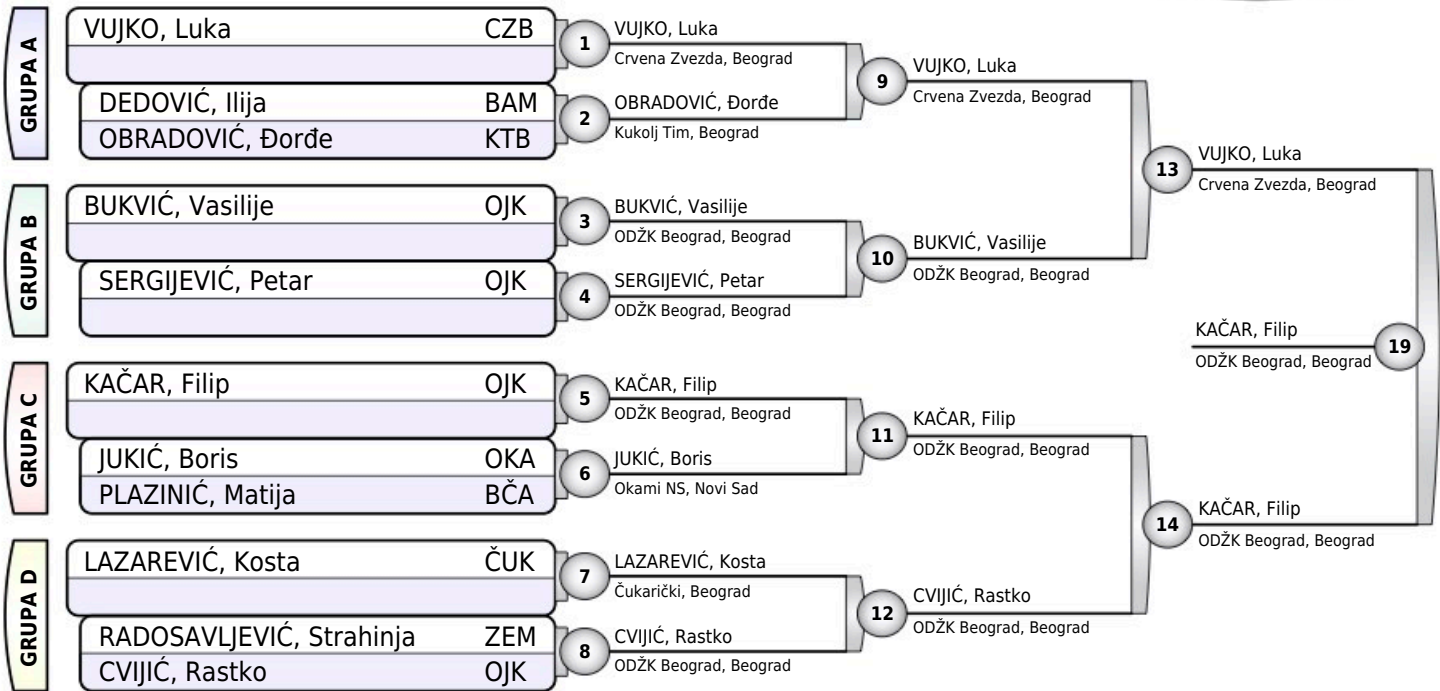 GRUPA A
VUJKO, Luka CZB
DEDOVIĆ, Ilija BAM
OBRADOVIĆ, Đorđe KTB
GRUPA B
BUKVIĆ, Vasilije OJK
SERGIJEVIĆ, Petar OJK
GRUPA C
KAČAR, Filip OJK
JUKIĆ, Boris OKA
PLAZINIĆ, Matija BČA
GRUPA D
LAZAREVIĆ, Kosta ČUK
RADOSAVLJEVIĆ, Strahinja ZEM
CVIJIĆ, Rastko OJK
1
VUJKO, Luka
Crvena Zvezda, Beograd
2
OBRADOVIĆ, Đorđe
Kukolj Tim, Beograd
3
BUKVIĆ, Vasilije
ODŽK Beograd, Beograd
4
SERGIJEVIĆ, Petar
ODŽK Beograd, Beograd
5
KAČAR, Filip
ODŽK Beograd, Beograd
6
JUKIĆ, Boris
Okami NS, Novi Sad
7
LAZAREVIĆ, Kosta
Čukarički, Beograd
8
CVIJIĆ, Rastko
ODŽK Beograd, Beograd
9
VUJKO, Luka
Crvena Zvezda, Beograd
10
BUKVIĆ, Vasilije
ODŽK Beograd, Beograd
11
KAČAR, Filip
ODŽK Beograd, Beograd
12
CVIJIĆ, Rastko
ODŽK Beograd, Beograd
13
VUJKO, Luka
Crvena Zvezda, Beograd
14
KAČAR, Filip
ODŽK Beograd, Beograd
KAČAR, Filip
ODŽK Beograd, Beograd
19